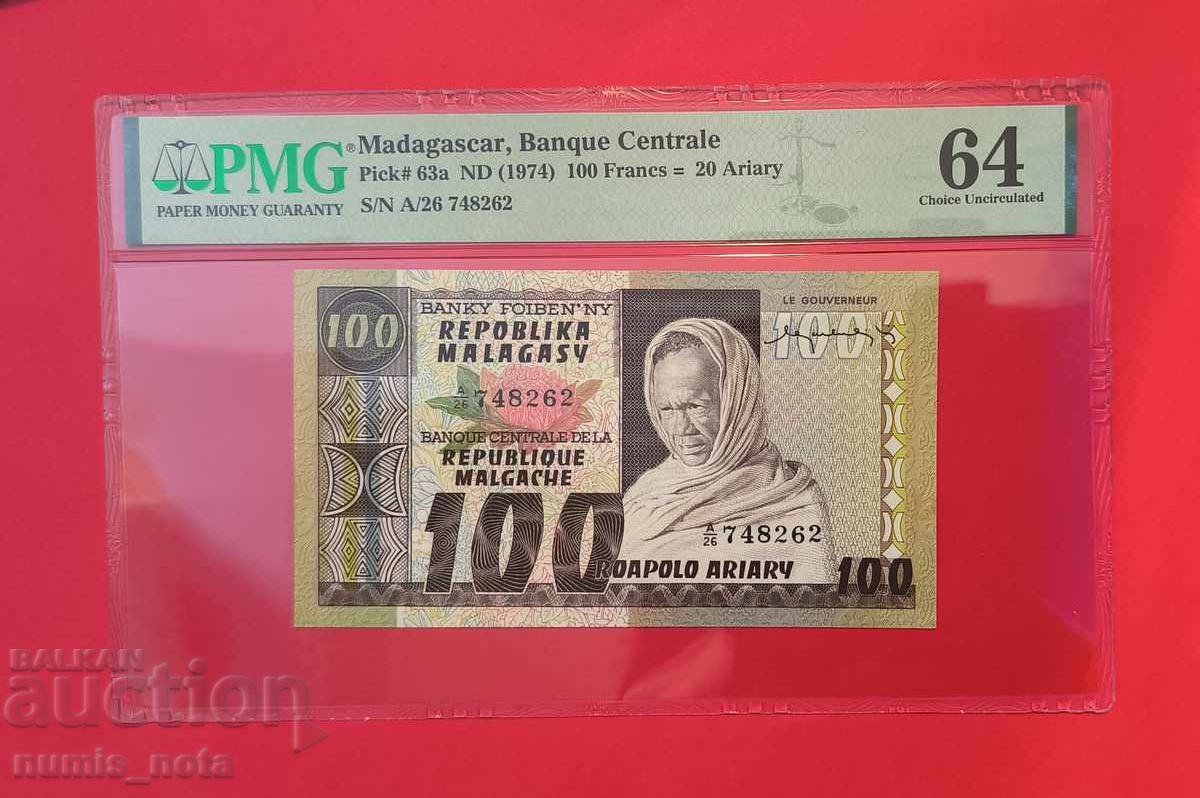 PMG® Madagascar, Banque Centrale
Pick# 63a ND (1974) 100 Francs = 20 Ariary
PAPER MONEY GUARANTY
S/N A/26 748262
64
Choice Uncirculated
100
BANKY FOIBEN'NY
REPOBLIKA
MALAGASY
A/26 748262
BANQUE CENTRALE DE LA
REPUBLIQUE
MALGACHE
100
LE GOUVERNEUR
100
A/26 748262
ROAPOLO ARIARY
100
BALKAN
auction
numis_nota